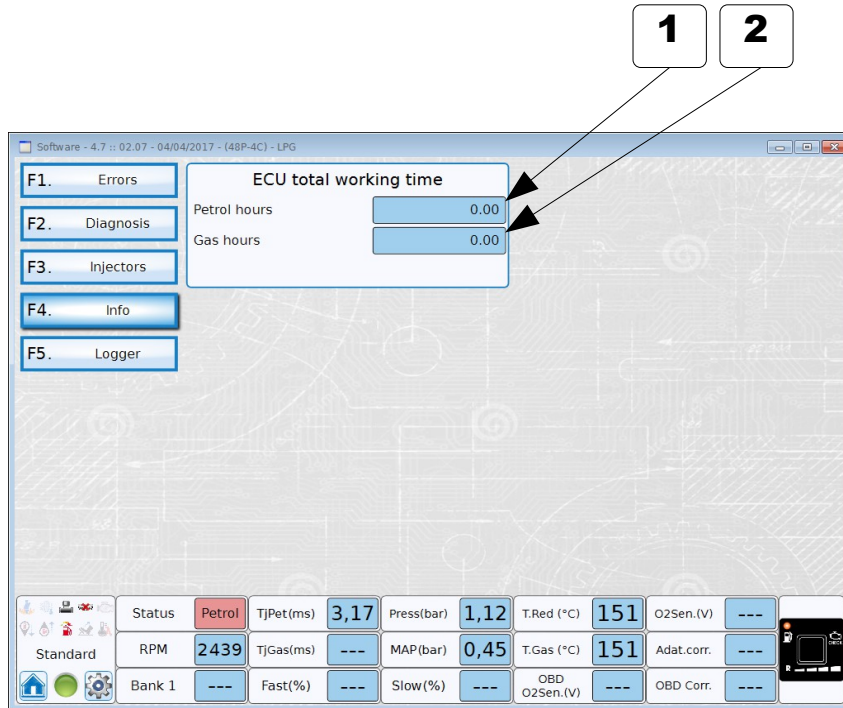 1 2
Software - 4.7 :: 02.07 - 04/04/2017 - (48P-4C) - LPG
F1. Errors
F2. Diagnosis
F3. Injectors
F4. Info
F5. Logger
ECU total working time
Petrol hours 0.00
Gas hours 0.00
Standard
Status Petrol TjPet(ms) 3,17 Press(bar) 1,12 T.Red (°C) 151 O2Sen.(V) ---
RPM 2439 TjGas(ms) --- MAP(bar) 0,45 T.Gas (°C) 151 Adat.corr. ---
Bank 1 --- Fast(%) --- Slow(%) --- OBD O2Sen.(V) --- OBD Corr. ---
CHECK
R